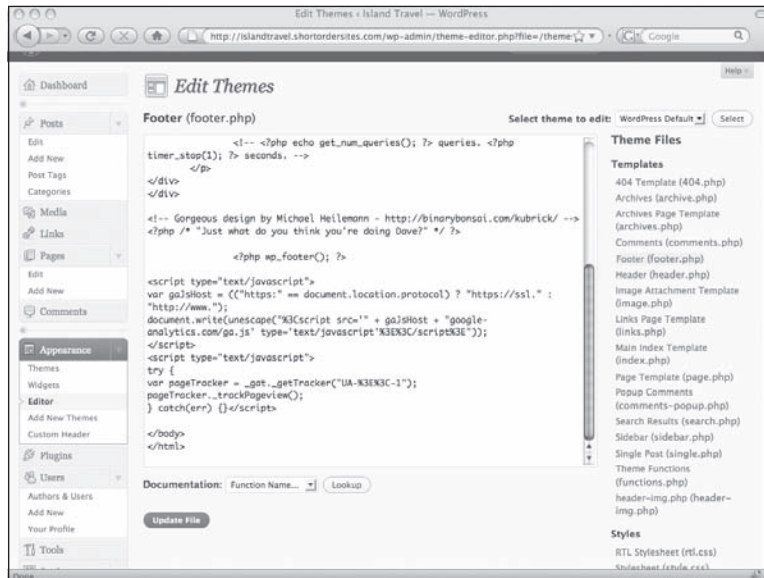 Edit Themes ‹ Island Travel — WordPress
http://islandtravel.shortordersites.com/wp-admin/theme-editor.php?file=/theme
Google
Help
Dashboard
Posts
Edit
Add New
Post Tags
Categories
Media
Links
Pages
Edit
Add New
Comments
Appearance
Themes
Widgets
Editor
Add New Themes
Custom Header
Plugins
Users
Authors & Users
Add New
Your Profile
Tools
Edit Themes
Footer (footer.php)
Select theme to edit: WordPress Default Select
<!-- <?php echo get_num_queries(); ?> queries. <?php
timer_stop(1); ?> seconds. -->
</p>
</div>
</div>
<!-- Gorgeous design by Michael Heilemann - http://binarybonsai.com/kubrick/ -->
<?php /* "Just what do you think you're doing Dave?" */ ?>
<?php wp_footer(); ?>
<script type="text/javascript">
var gaJsHost = (("https:" == document.location.protocol) ? "https://ssl." :
"http://www.");
document.write(unescape("%3Cscript src='" + gaJsHost + "google-
analytics.com/ga.js' type='text/javascript'%3E%3C/script%3E"));
</script>
<script type="text/javascript">
try {
var pageTracker = _gat._getTracker("UA-%3E%3C-1");
pageTracker._trackPageview();
} catch(err) {}</script>
</body>
</html>
Documentation: Function Name... Lookup
Update File
Theme Files
Templates
404 Template (404.php)
Archives (archive.php)
Archives Page Template
(archives.php)
Comments (comments.php)
Footer (footer.php)
Header (header.php)
Image Attachment Template
(image.php)
Links Page Template
(links.php)
Main Index Template
(index.php)
Page Template (page.php)
Popup Comments
(comments-popup.php)
Search Results (search.php)
Sidebar (sidebar.php)
Single Post (single.php)
Theme Functions
(functions.php)
header-img.php (header-
img.php)
Styles
RTL Stylesheet (rtl.css)
Stylesheet (style.css)
Done